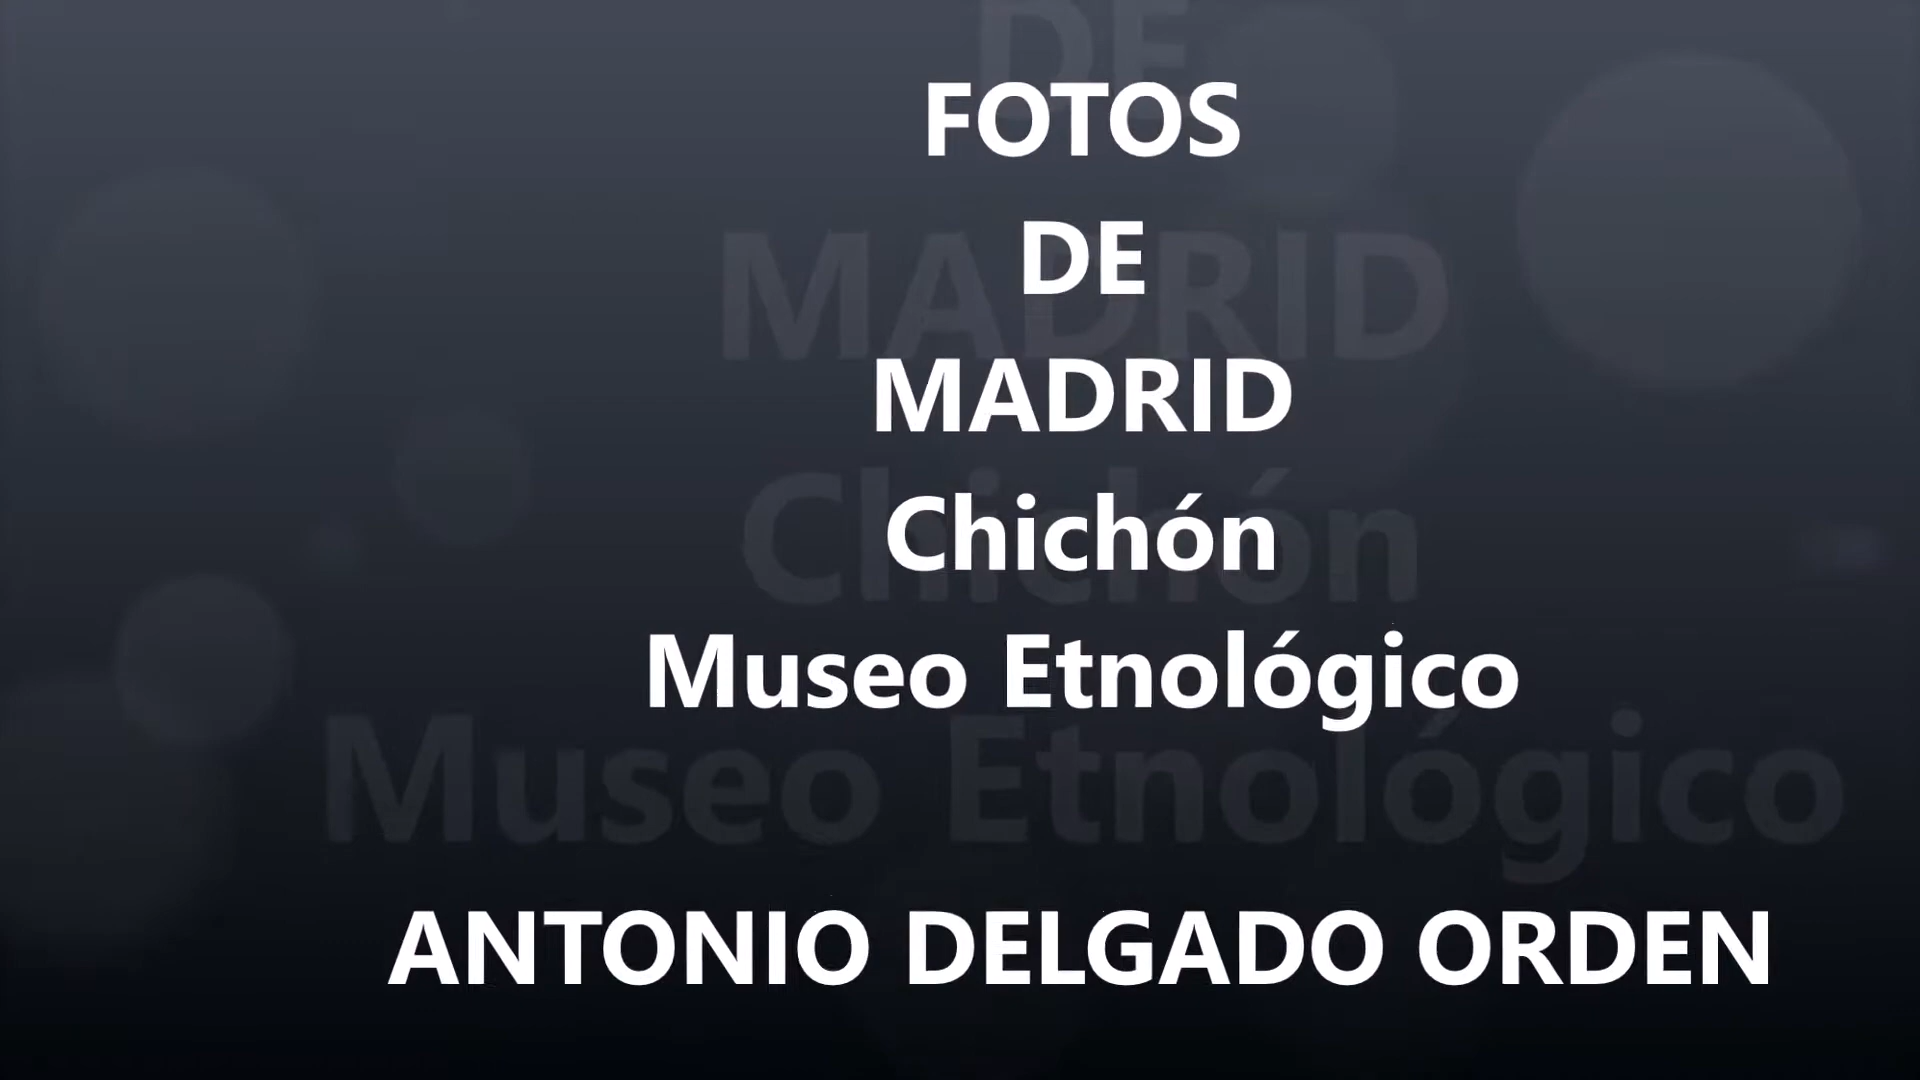 FOTOS
DE
MADRID
Chichón
Museo Etnológico
ANTONIO DELGADO ORDEN